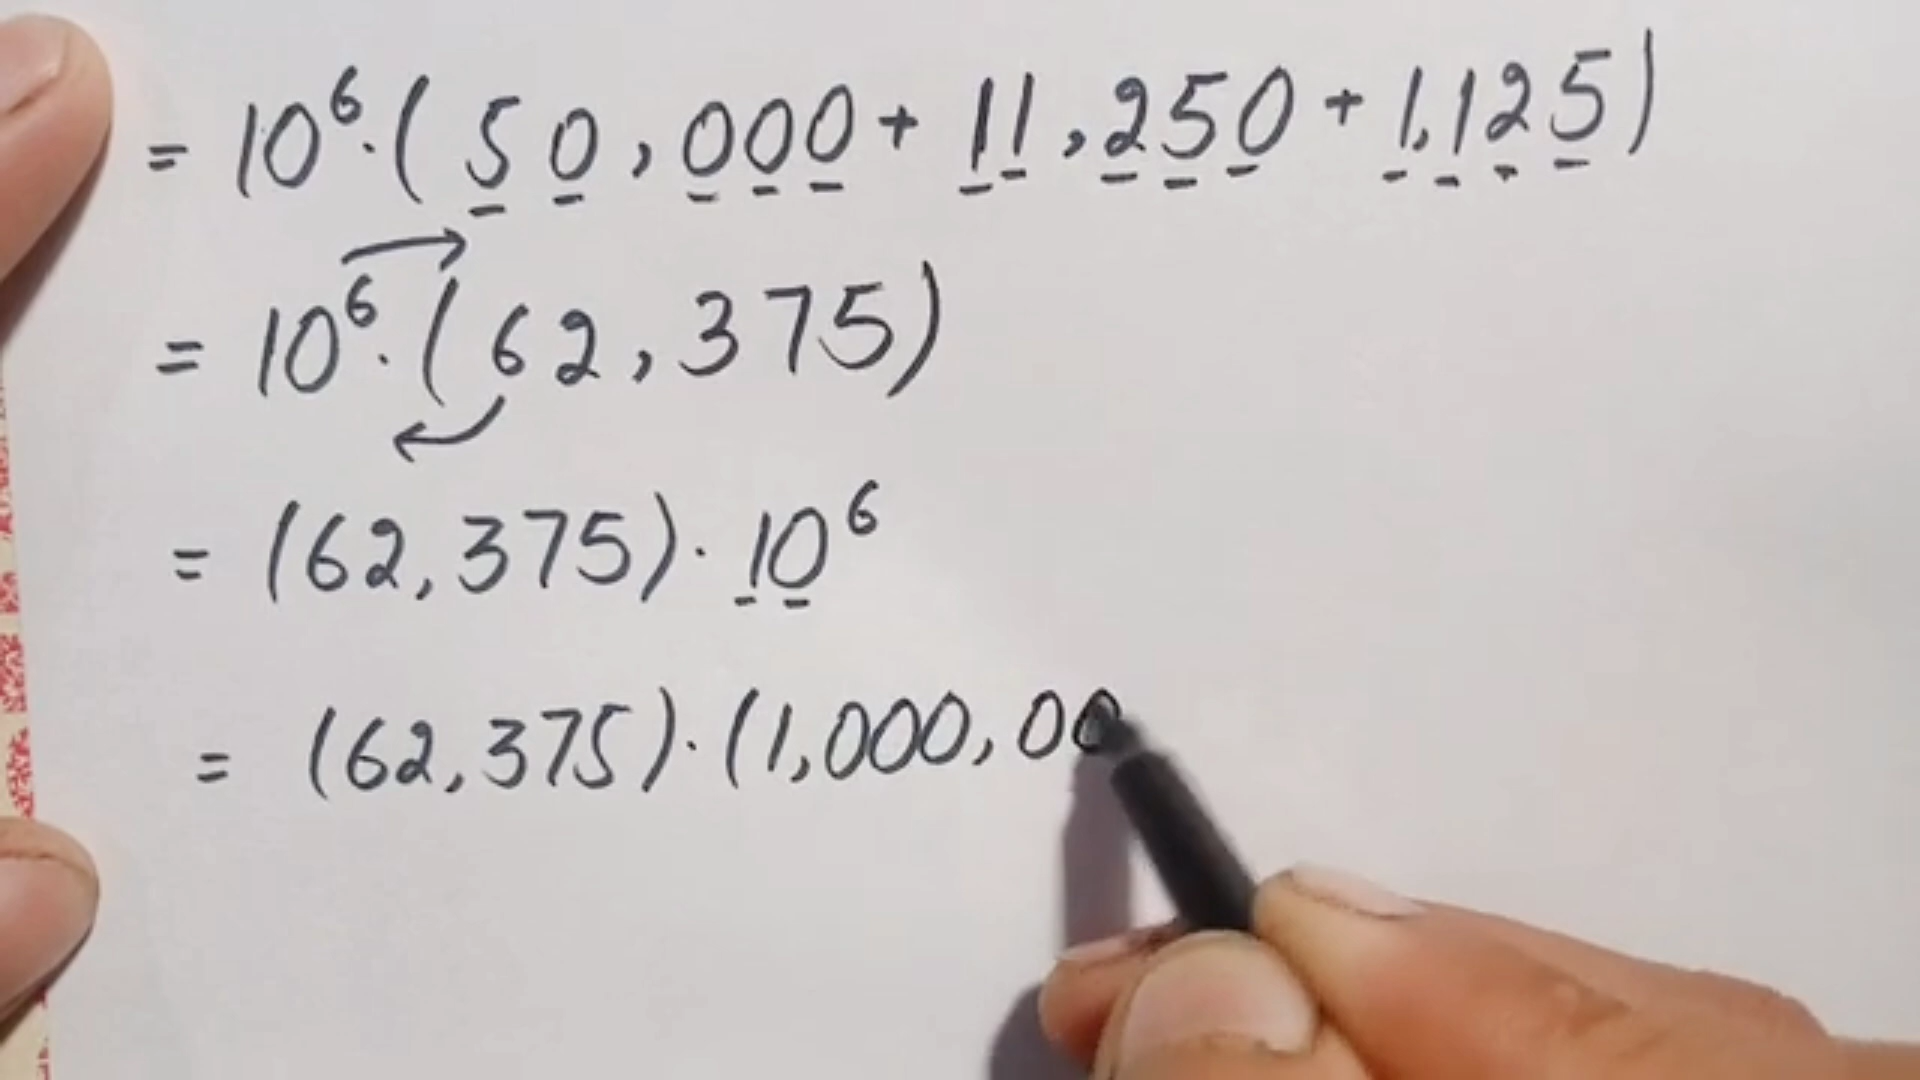 = 10⁶·(50,000+ 11,250 + 1,125)
= 10⁶·(62,375)
= (62,375)·10⁶
= (62,375)·(1,000,00